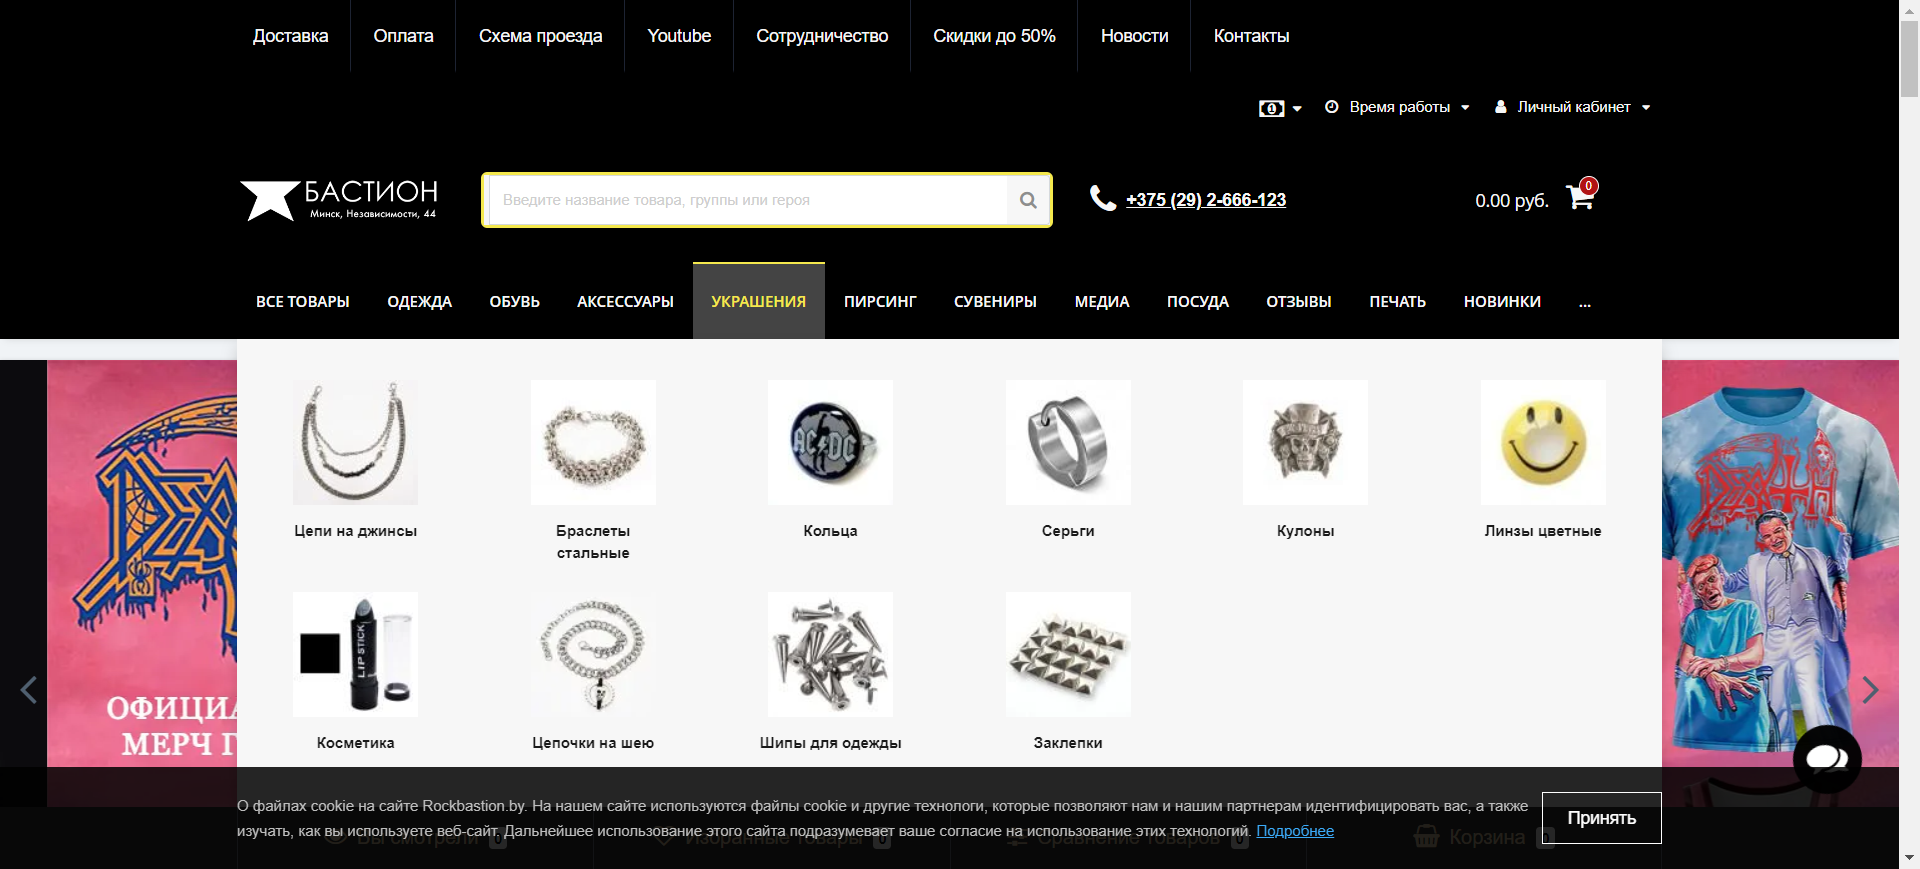 Доставка
Оплата
Схема проезда
Youtube
Сотрудничество
Скидки до 50%
Новости
Контакты
Время работы
Личный кабинет
БАСТИОН
Минск, Независимости, 44
Введите название товара, группы или героя
+375 (29) 2-666-123
0.00 руб.
0
ВСЕ ТОВАРЫ
ОДЕЖДА
ОБУВЬ
АКСЕССУАРЫ
УКРАШЕНИЯ
ПИРСИНГ
СУВЕНИРЫ
МЕДИА
ПОСУДА
ОТЗЫВЫ
ПЕЧАТЬ
НОВИНКИ
...
AC DC
Цепи на джинсы
Браслеты
стальные
Кольца
Серьги
Кулоны
Линзы цветные
LIPSTICK
Косметика
Цепочки на шею
Шипы для одежды
Заклепки
DEATH
ОФИЦИА
МЕРЧ Г
О файлах cookie на сайте Rockbastion.by. На нашем сайте используются файлы cookie и другие технологи, которые позволяют нам и нашим партнерам идентифицировать вас, а также
изучать, как вы используете веб-сайт. Дальнейшее использование этого сайта подразумевает ваше согласие на использование этих технологий. Подробнее
Принять
Вы смотрели 0
Избранные товары 0
Сравнение товаров 0
Корзина 0